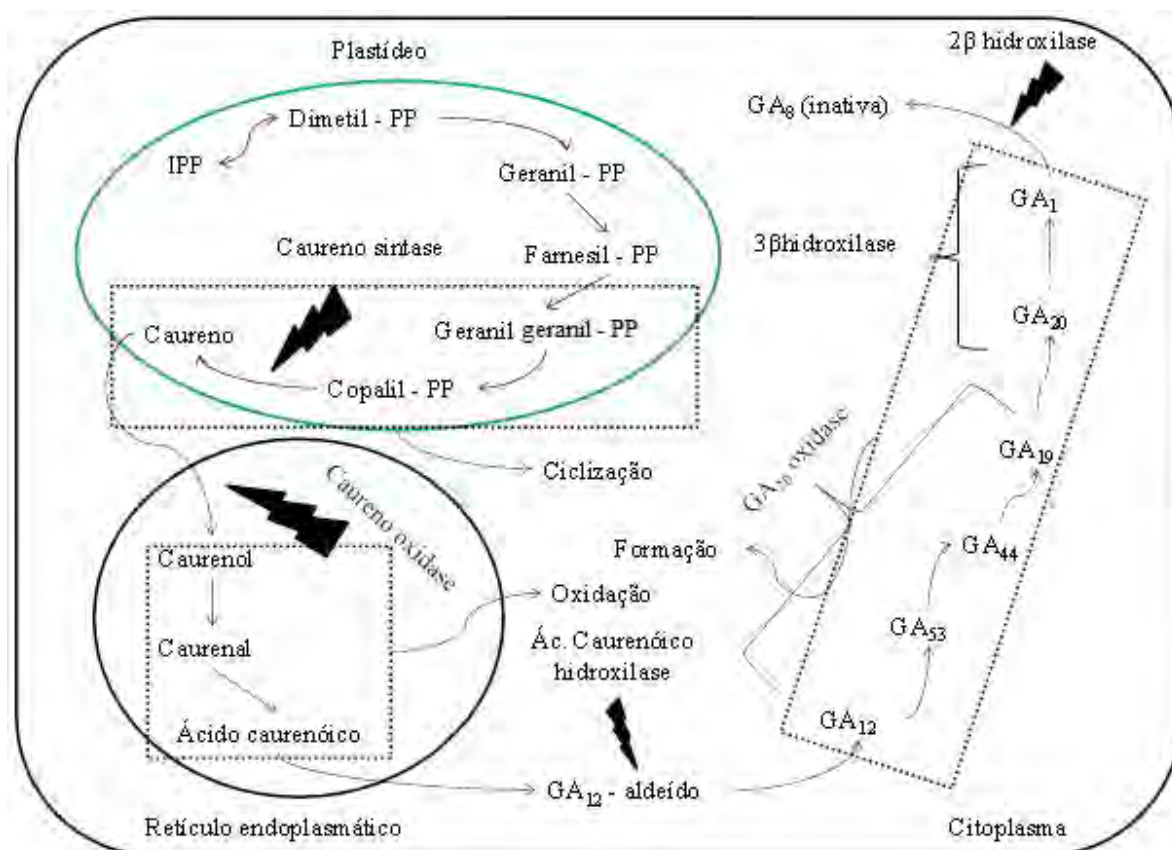 Plastídeo
2β hidroxilase
GA8 (inativa)
Dimetil - PP
IPP
Geranil - PP
GA1
Caureno sintase
Farnesil - PP
3βhidroxilase
Caureno
Geranil geranil - PP
GA20
Copalil - PP
Ciclização
GA20 oxidase
GA19
Caureno oxidase
Formação
GA44
Caurenol
Oxidação
Caurenal
Ác. Caurenóico
hidroxilase
GA53
Ácido caurenóico
GA12
GA12 - aldeído
Retículo endoplasmático
Citoplasma